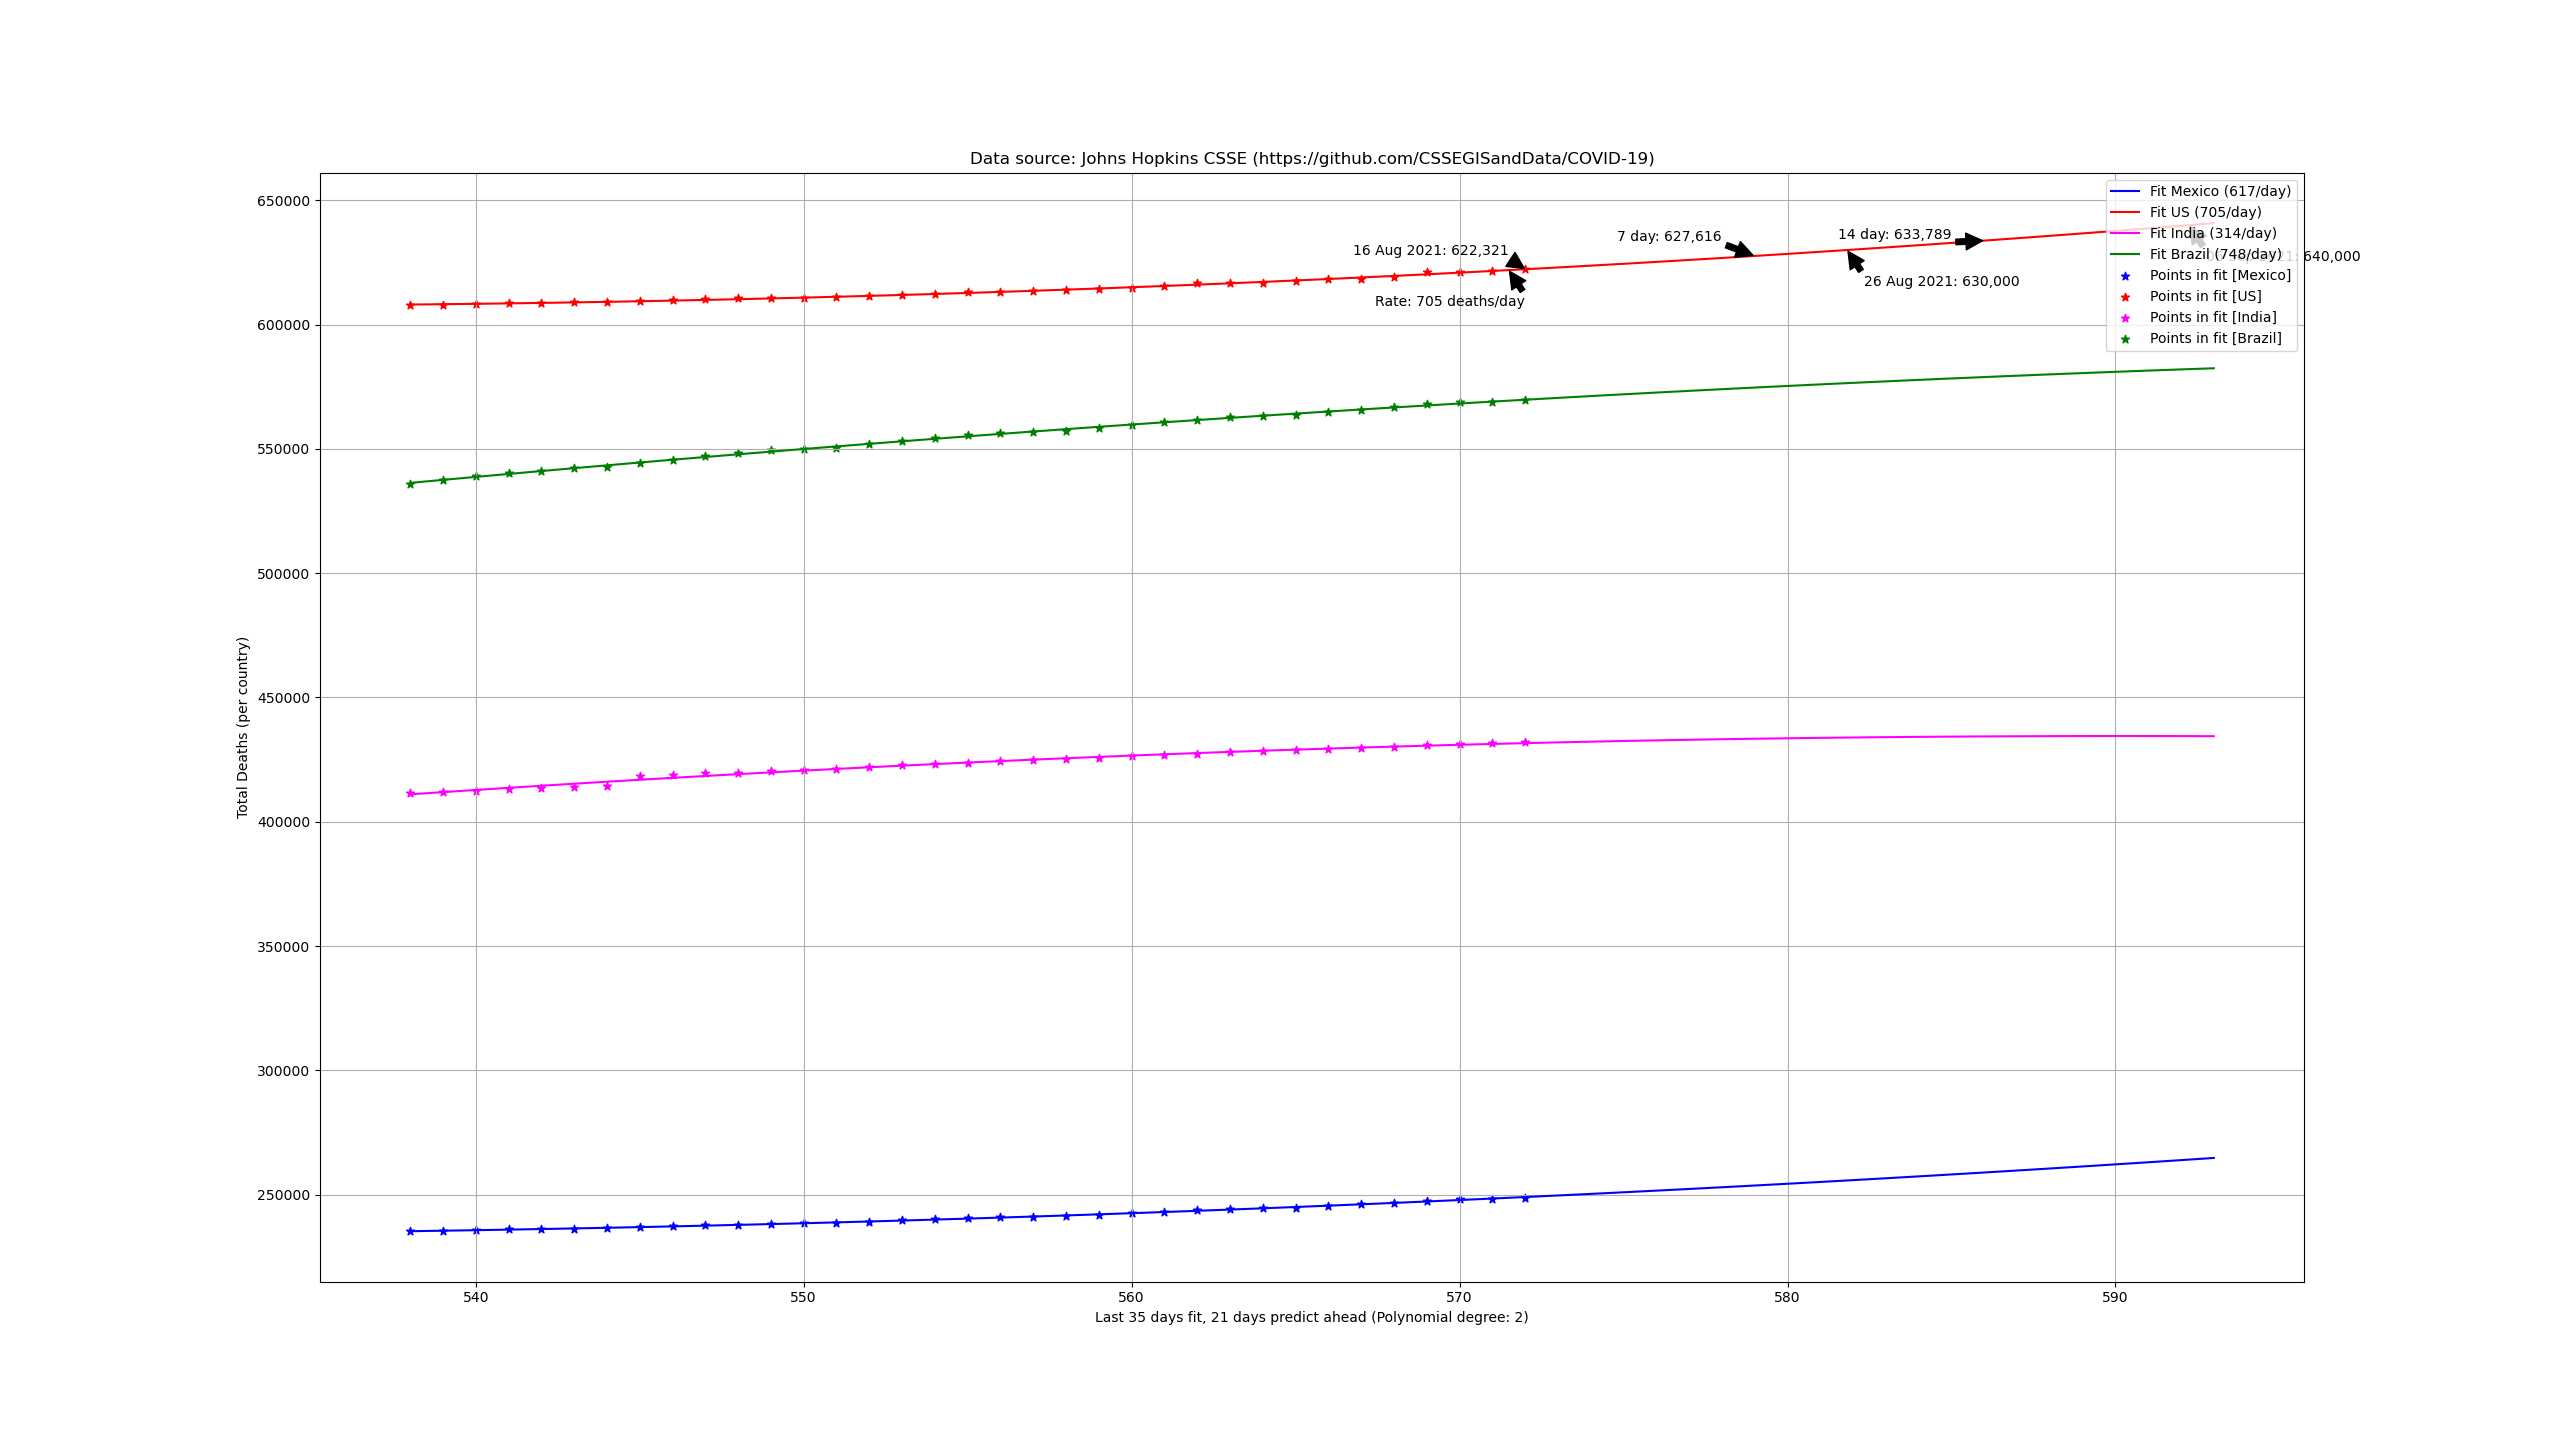 Data source: Johns Hopkins CSSE (https://github.com/CSSEGISandData/COVID-19)
650000
600000
550000
500000
450000
400000
350000
300000
250000
Total Deaths (per country)
16 Aug 2021: 622,321
Rate: 705 deaths/day
7 day: 627,616
14 day: 633,789
26 Aug 2021: 630,000
640,000
Fit Mexico (617/day)
Fit US (705/day)
Fit India (314/day)
Fit Brazil (748/day)
Points in fit [Mexico]
Points in fit [US]
Points in fit [India]
Points in fit [Brazil]
540
550
560
570
580
590
Last 35 days fit, 21 days predict ahead (Polynomial degree: 2)